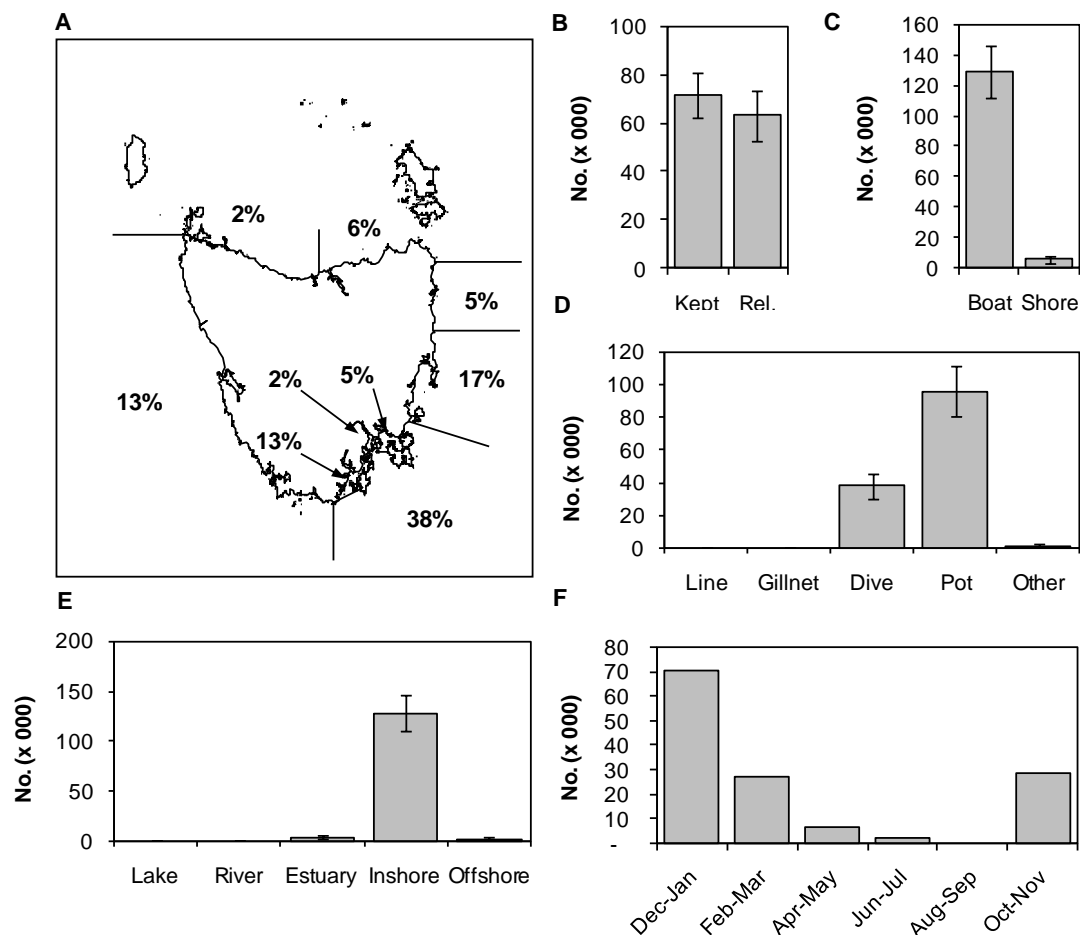 A
2%
6%
5%
17%
13%
2%
5%
13%
38%
B
No. (x 000)
100
80
60
40
20
0
Kept Rel.
C
No. (x 000)
160
140
120
100
80
60
40
20
0
Boat Shore
D
No. (x 000)
120
100
80
60
40
20
0
Line Gillnet Dive Pot Other
E
No. (x 000)
200
150
100
50
0
Lake River Estuary Inshore Offshore
F
No. (x 000)
80
70
60
50
40
30
20
10
-
Dec-Jan
Feb-Mar
Apr-May
Jun-Jul
Aug-Sep
Oct-Nov